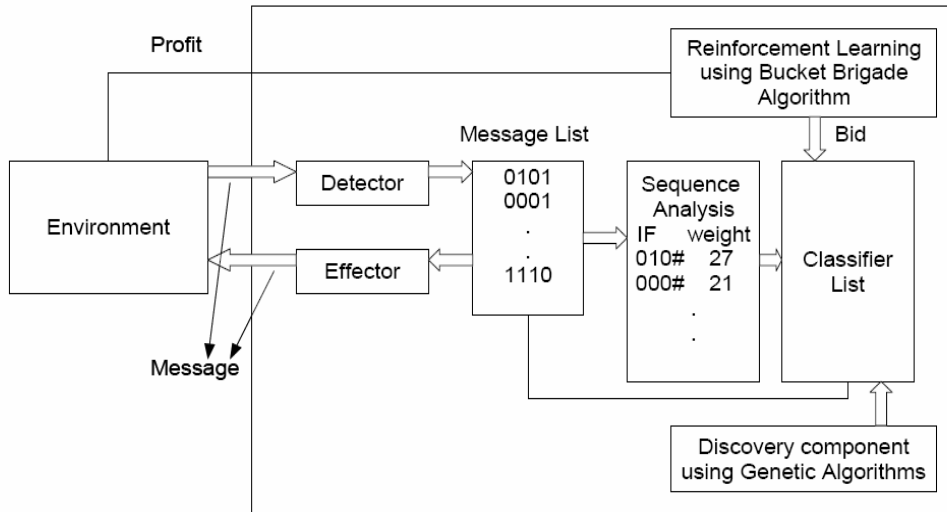 Profit
Reinforcement Learning
using Bucket Brigade
Algorithm
Message List
Bid
Environment
Detector
Effector
0101
0001
.
.
1110
Sequence
Analysis
IF weight
010# 27
000# 21
.
.
Classifier
List
Message
Discovery component
using Genetic Algorithms